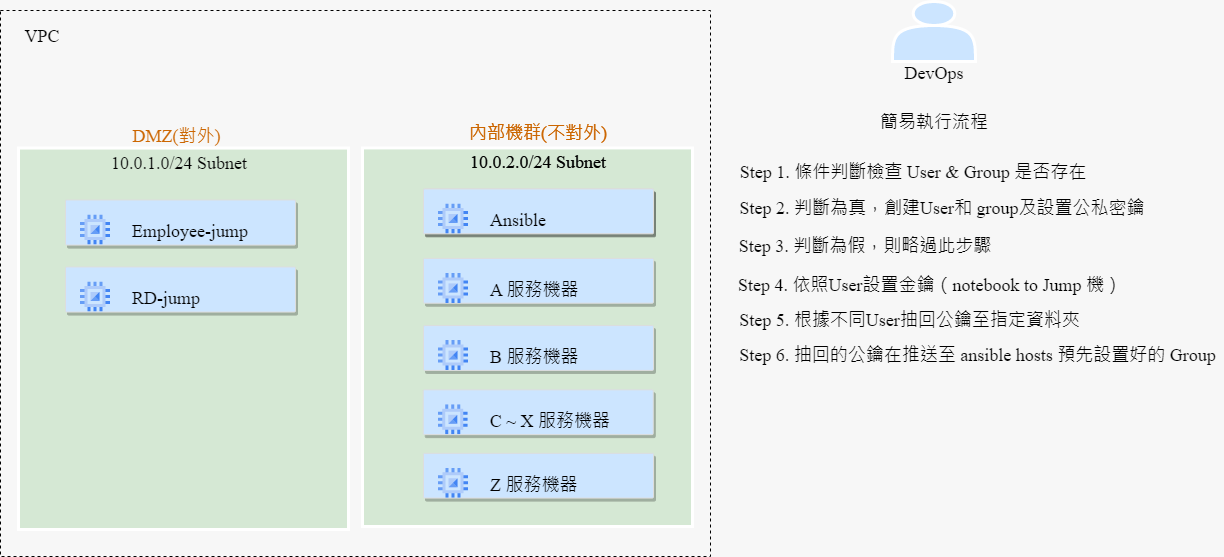 VPC
DMZ(對外)
10.0.1.0/24 Subnet
Employee-jump
RD-jump
內部機群(不對外)
10.0.2.0/24 Subnet
Ansible
A 服務機器
B 服務機器
C ~ X 服務機器
Z 服務機器
DevOps
簡易執行流程
Step 1. 條件判斷檢查 User & Group 是否存在
Step 2. 判斷為真，創建User和 group及設置公私密鑰
Step 3. 判斷為假，則略過此步驟
Step 4. 依照User設置金鑰（notebook to Jump 機）
Step 5. 根據不同User抽回公鑰至指定資料夾
Step 6. 抽回的公鑰在推送至 ansible hosts 預先設置好的 Group